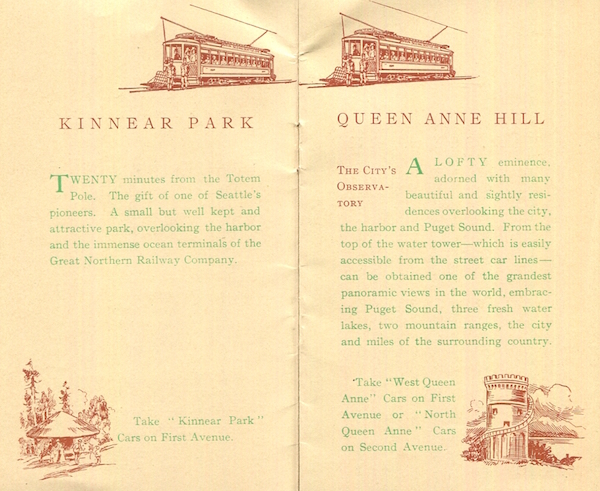 KINNEAR PARK
TWENTY minutes from the Totem
Pole. The gift of one of Seattle's
pioneers. A small but well kept and
attractive park, overlooking the harbor
and the immense ocean terminals of the
Great Northern Railway Company.
Take "Kinnear Park"
Cars on First Avenue.
QUEEN ANNE HILL
THE CITY'S
OBSERVA-
TORY
A LOFTY eminence,
adorned with many
beautiful and sightly resi-
dences overlooking the city,
the harbor and Puget Sound. From the
top of the water tower—which is easily
accessible from the street car lines—
can be obtained one of the grandest
panoramic views in the world, embrac-
ing Puget Sound, three fresh water
lakes, two mountain ranges, the city
and miles of the surrounding country.
Take "West Queen
Anne" Cars on First
Avenue or "North
Queen Anne" Cars
on Second Avenue.